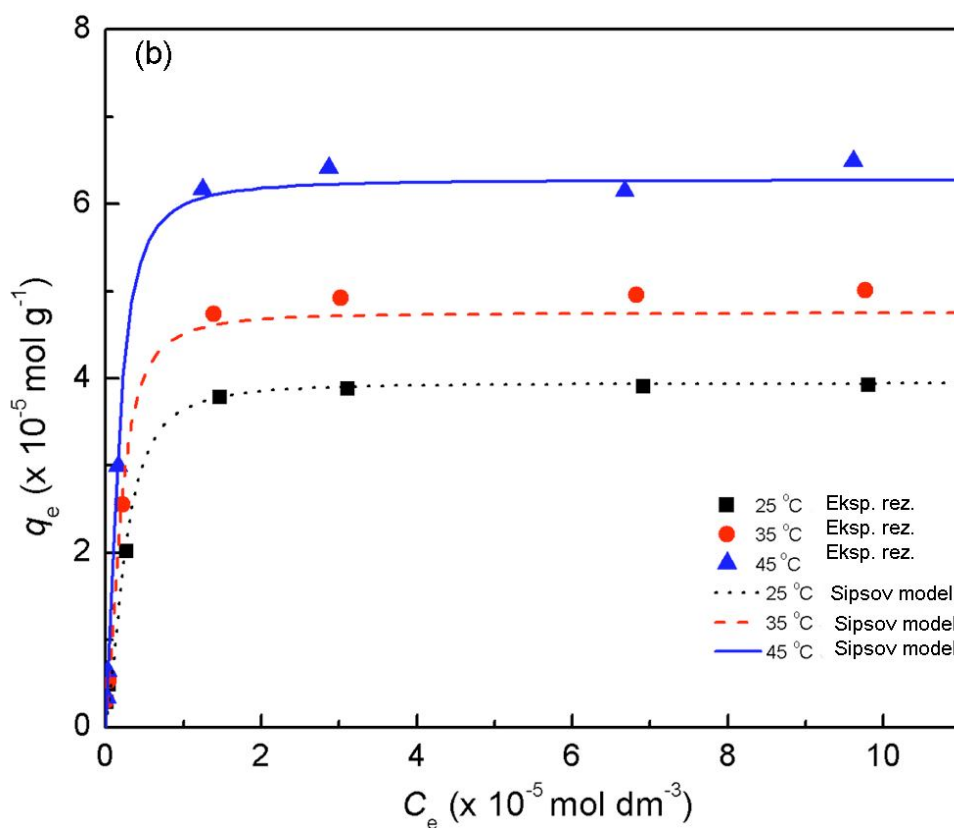 (b)
8
6
4
2
0
q_e (x 10^-5 mol g^-1)
25 °C Eksp. rez.
35 °C Eksp. rez.
45 °C Eksp. rez.
25 °C Sipsov model
35 °C Sipsov model
45 °C Sipsov model
0 2 4 6 8 10
C_e (x 10^-5 mol dm^-3)